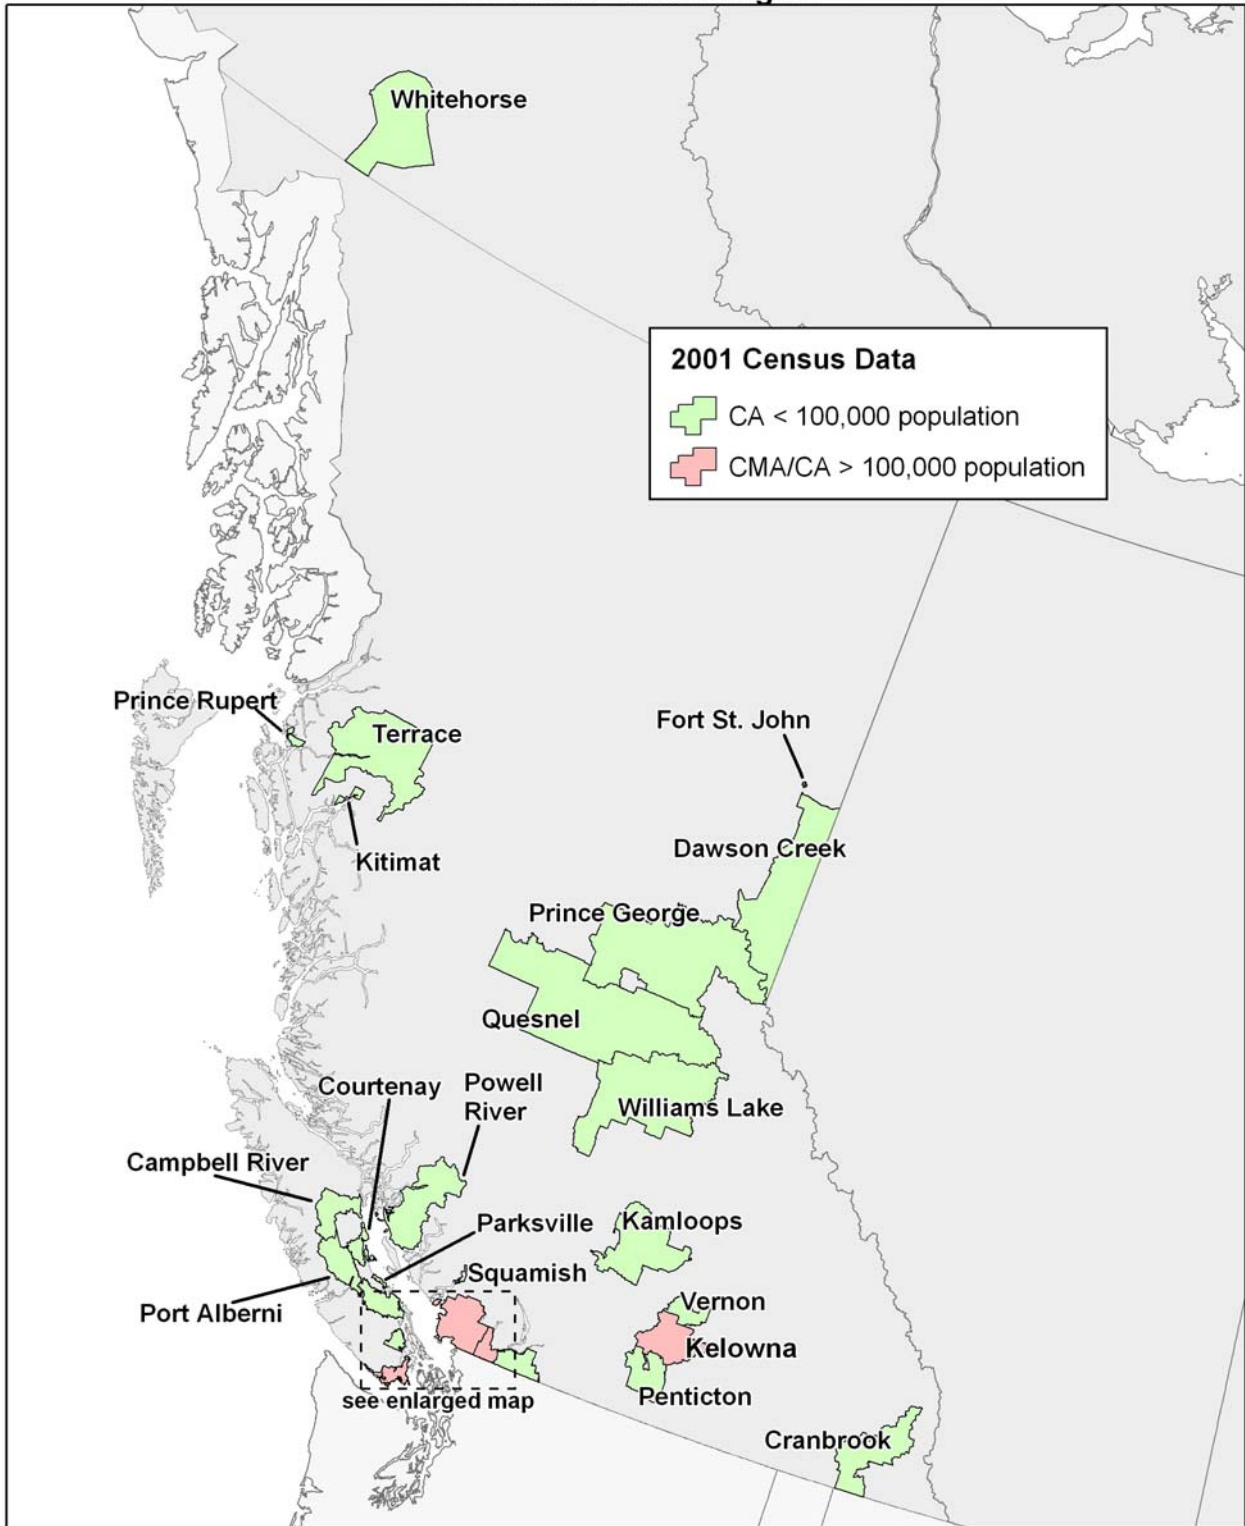 Whitehorse
2001 Census Data
CA < 100,000 population
CMA/CA > 100,000 population
Prince Rupert
Terrace
Fort St. John
Kitimat
Dawson Creek
Prince George
Quesnel
Courtenay
Powell
River
Williams Lake
Campbell River
Parksville
Kamloops
Squamish
Port Alberni
Vernon
Kelowna
see enlarged map
Penticton
Cranbrook